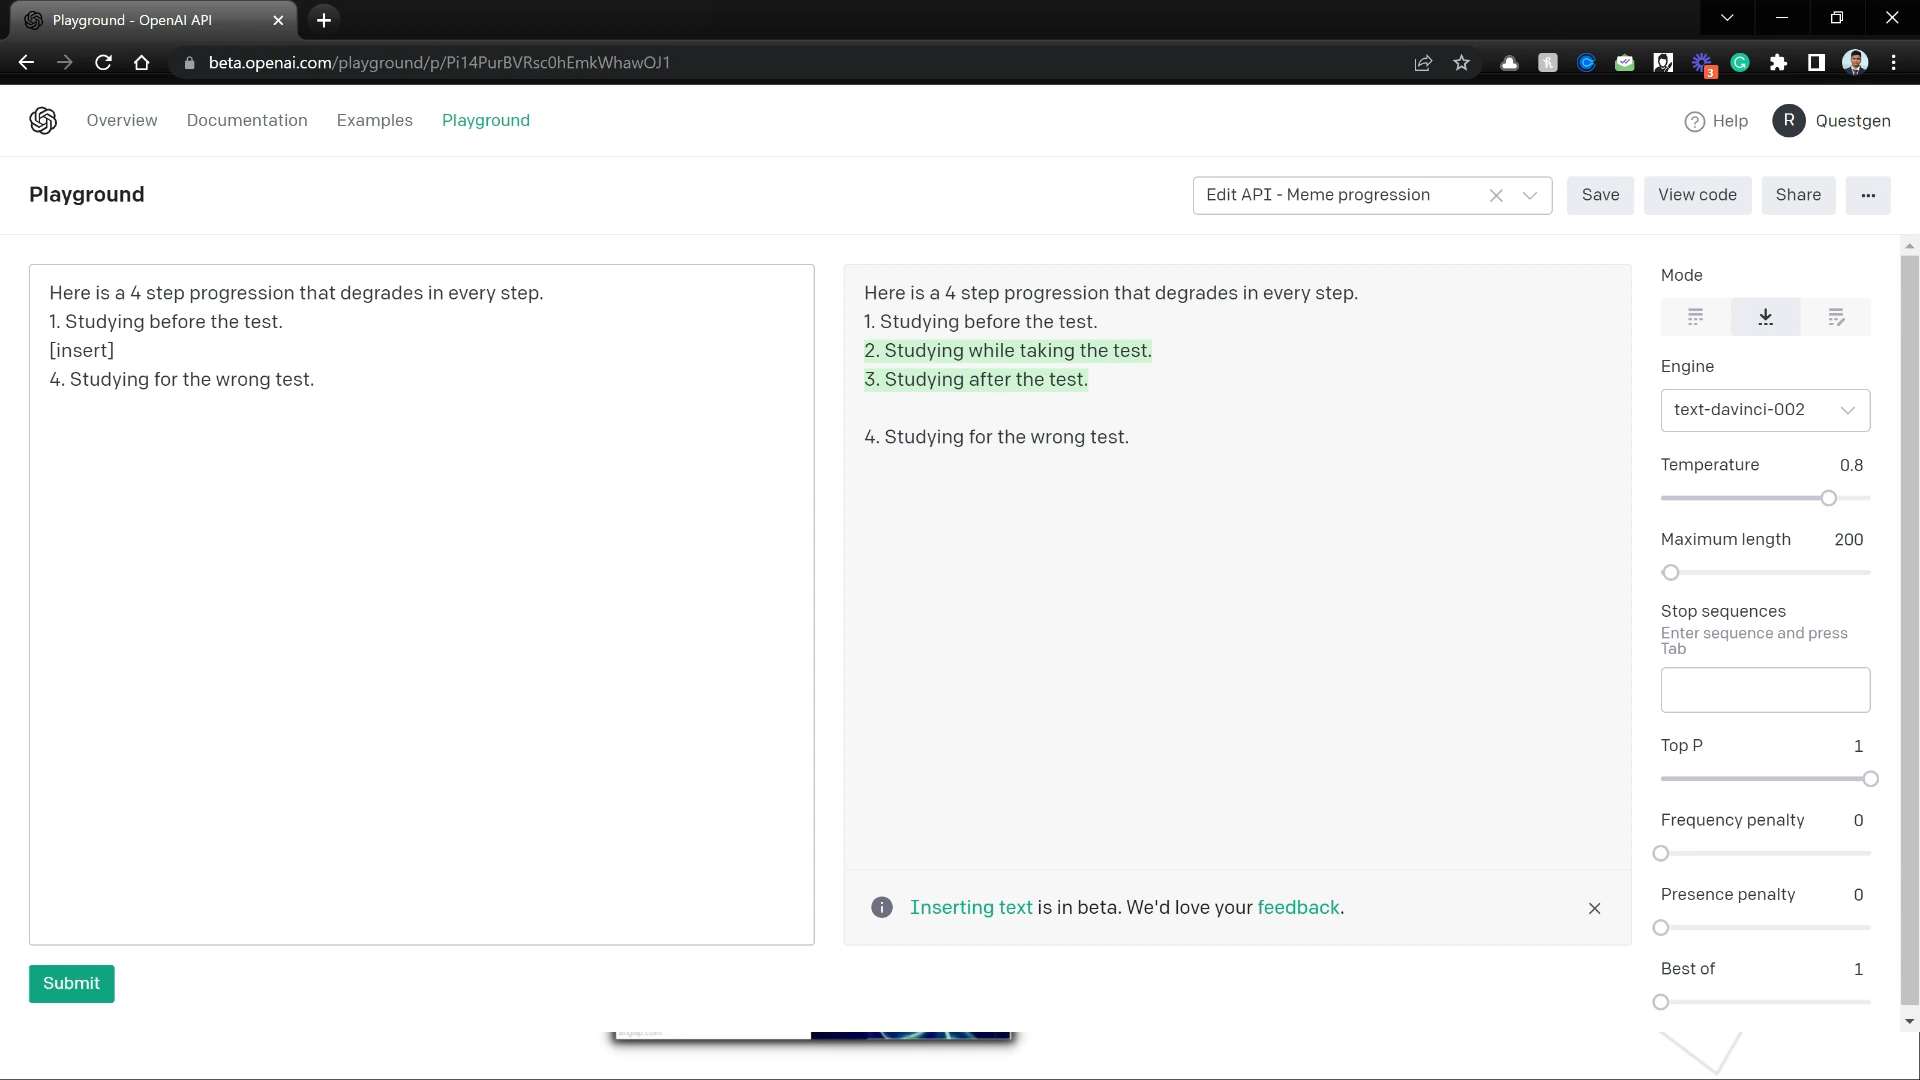 Playground - OpenAI API
beta.openai.com/playground/p/Pi14PurBVRsc0hEmkWhawOJ1
3
Overview
Documentation
Examples
Playground
Help
R
Questgen
Playground
Edit API - Meme progression
Save
View code
Share
Here is a 4 step progression that degrades in every step.
1. Studying before the test.
[insert]
4. Studying for the wrong test.
Submit
Here is a 4 step progression that degrades in every step.
1. Studying before the test.
2. Studying while taking the test.
3. Studying after the test.
4. Studying for the wrong test.
Inserting text is in beta. We'd love your feedback.
Mode
Engine
text-davinci-002
Temperature 0.8
Maximum length 200
Stop sequences
Enter sequence and press
Tab
Top P 1
Frequency penalty 0
Presence penalty 0
Best of 1